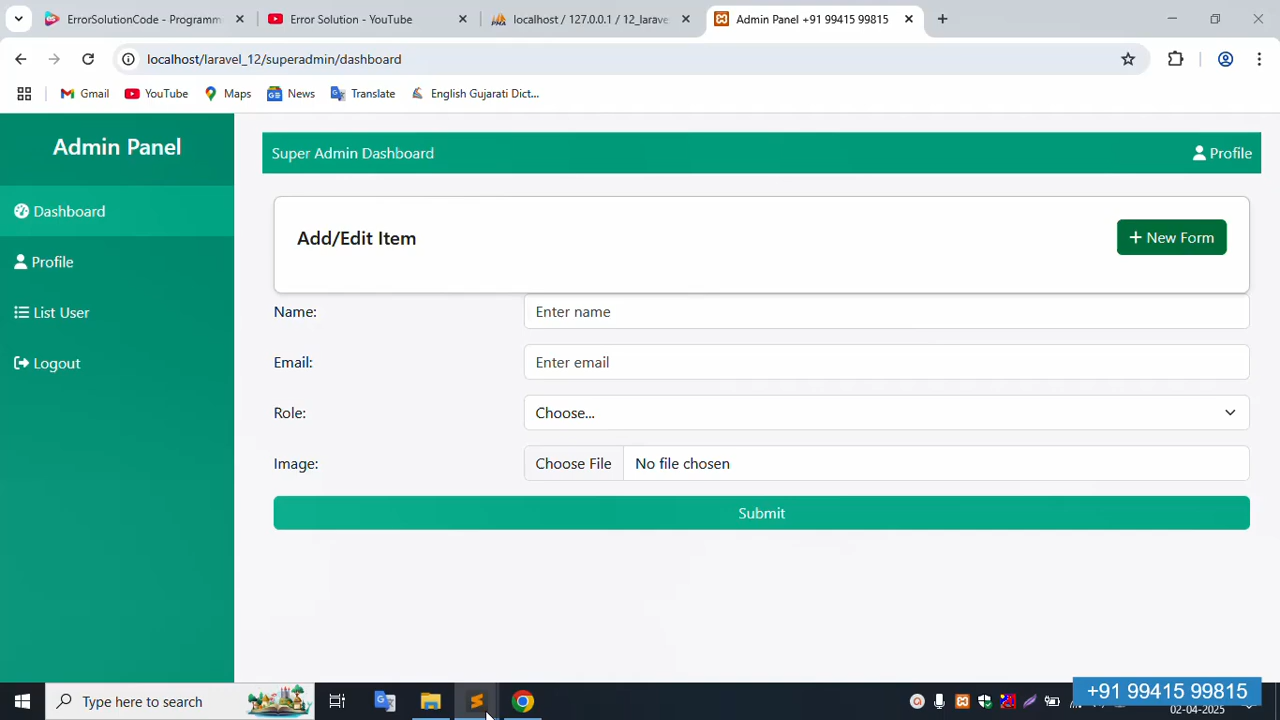 ErrorSolutionCode - Programm
Error Solution - YouTube
localhost / 127.0.0.1 / 12_larave
Admin Panel +91 99415 99815
localhost/laravel_12/superadmin/dashboard
Gmail
YouTube
Maps
News
Translate
English Gujarati Dict...
Admin Panel
Super Admin Dashboard
Profile
Dashboard
Add/Edit Item
+ New Form
Profile
Name:
Enter name
List User
Email:
Enter email
Logout
Role:
Choose...
Image:
Choose File
No file chosen
Submit
Type here to search
+91 99415 99815
02-04-2025